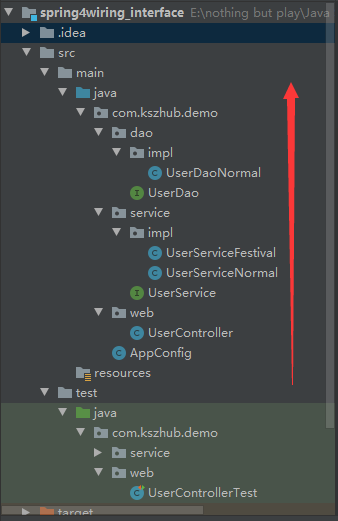 spring4wiring_interface E:\nothing but play\Java
.idea
src
main
java
com.kszhub.demo
dao
impl
UserDaoNormal
UserDao
service
impl
UserServiceFestival
UserServiceNormal
UserService
web
UserController
AppConfig
resources
test
java
com.kszhub.demo
service
web
UserControllerTest
target